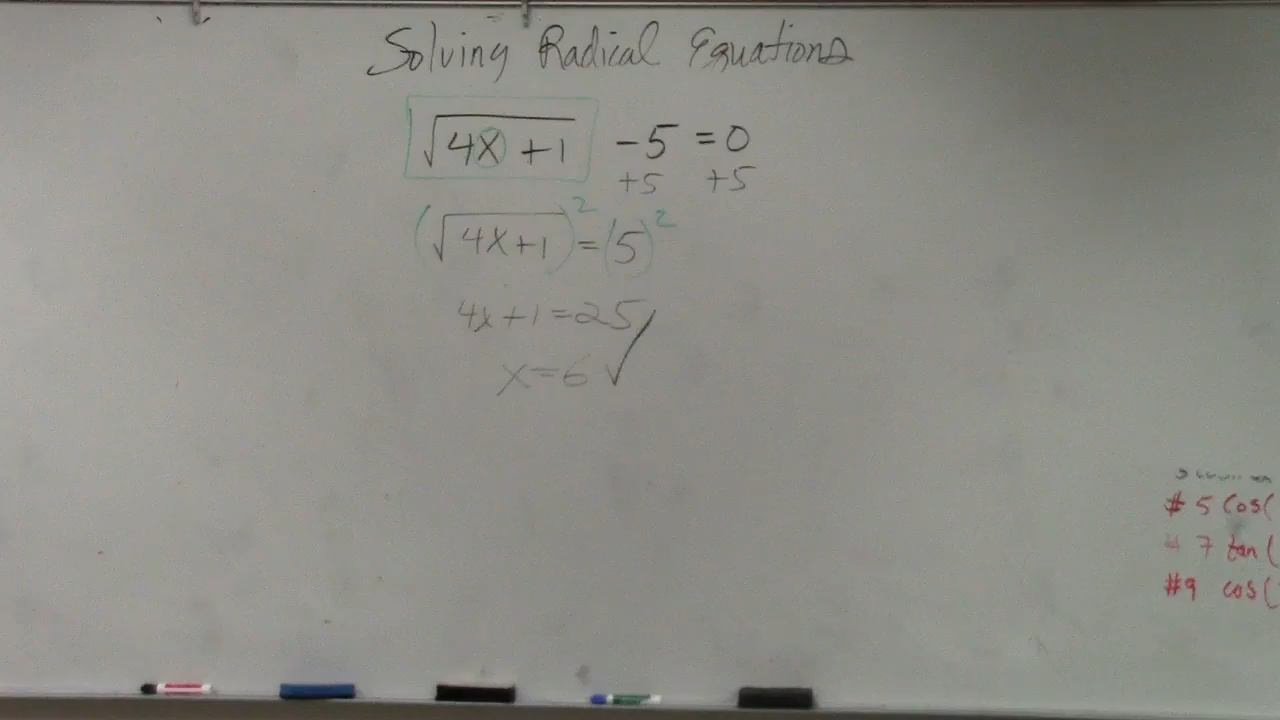 Solving Radical Equations
√4x + 1 - 5 = 0
+5 +5
(√4x+1)² = (5)²
4x+1=25
x=6 ✓
# 5 cos(
# 7 tan(
#9 cos(